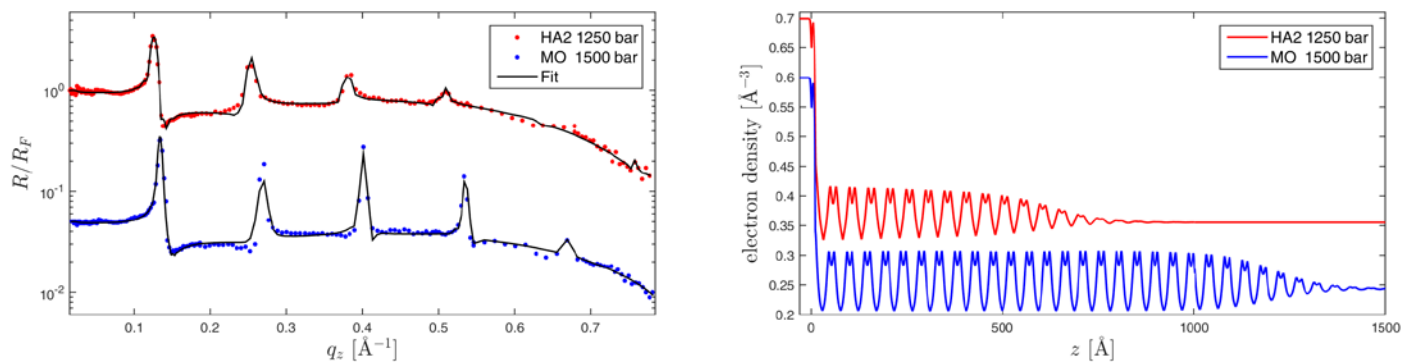 HA2 1250 bar
MO 1500 bar
Fit
R/R_F
10^0
10^-1
10^-2
0.1 0.2 0.3 0.4 0.5 0.6 0.7
q_z [Å^-1]
HA2 1250 bar
MO 1500 bar
electron density [Å^-3]
0.7
0.65
0.6
0.55
0.5
0.45
0.4
0.35
0.3
0.25
0.2
0 500 1000 1500
z [Å]